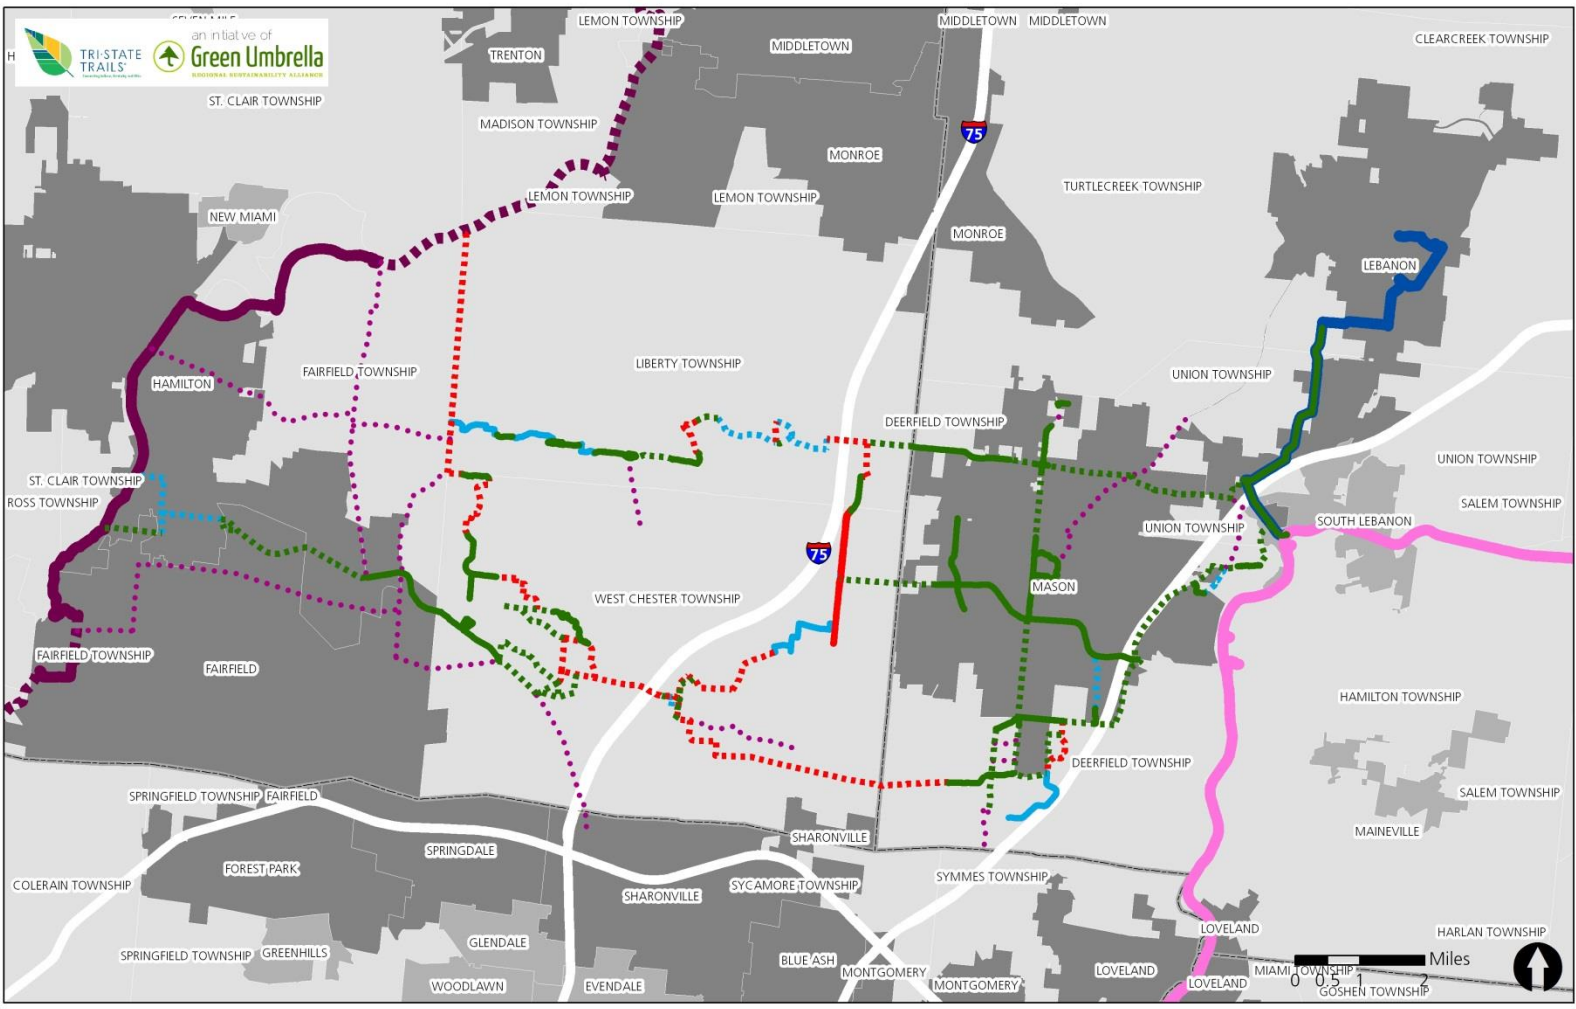 SEVEN MILE
LEMON TOWNSHIP
MIDDLETOWN
MIDDLETOWN
an initiative of
TRI-STATE
TRAILS
Green Umbrella
REGIONAL SUSTAINABILITY ALLIANCE
H
TRENTON
MIDDLETOWN
CLEARCREEK TOWNSHIP
ST. CLAIR TOWNSHIP
MADISON TOWNSHIP
75
MONROE
TURTLECREEK TOWNSHIP
LEMON TOWNSHIP
LEMON TOWNSHIP
NEW MIAMI
MONROE
LEBANON
LIBERTY TOWNSHIP
FAIRFIELD TOWNSHIP
UNION TOWNSHIP
HAMILTON
DEERFIELD TOWNSHIP
UNION TOWNSHIP
ST. CLAIR TOWNSHIP
ROSS TOWNSHIP
SALEM TOWNSHIP
SOUTH LEBANON
UNION TOWNSHIP
75
MASON
WEST CHESTER TOWNSHIP
FAIRFIELD TOWNSHIP
FAIRFIELD
HAMILTON TOWNSHIP
DEERFIELD TOWNSHIP
SPRINGFIELD TOWNSHIP
FAIRFIELD
SALEM TOWNSHIP
MAINEVILLE
SHARONVILLE
SPRINGDALE
FOREST PARK
SYMMES TOWNSHIP
COLERAIN TOWNSHIP
SYCAMORE TOWNSHIP
SHARONVILLE
LOVELAND
HARLAN TOWNSHIP
GLENDALE
GREENHILLS
SPRINGFIELD TOWNSHIP
BLUE ASH
Miles
MONTGOMERY
LOVELAND
MIAMI TOWNSHIP
0 0.5 1 2
LOVELAND
WOODLAWN
EVENDALE
MONTGOMERY
GOSHEN TOWNSHIP